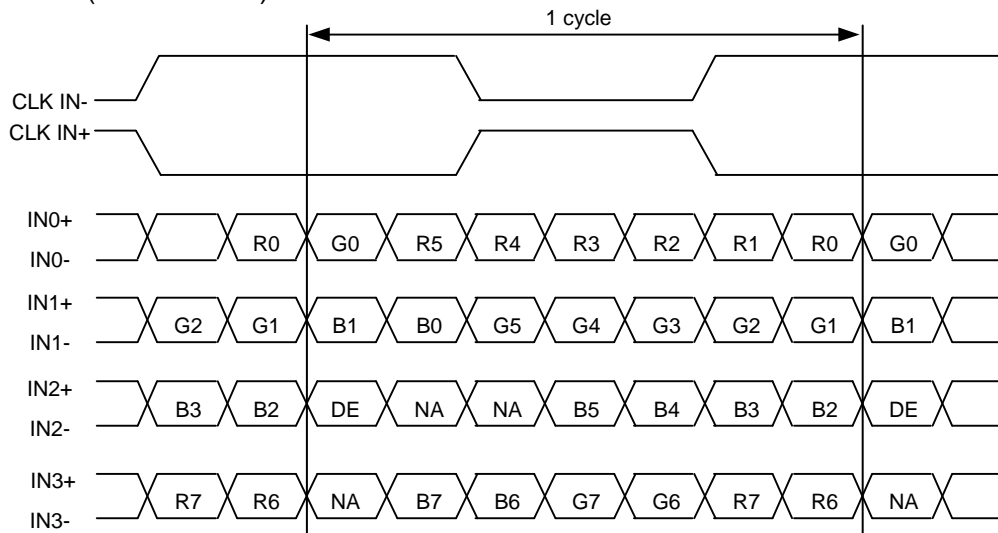 1 cycle
CLK IN-
CLK IN+
IN0+
R0 G0 R5 R4 R3 R2 R1 R0 G0
IN0-
IN1+
G2 G1 B1 B0 G5 G4 G3 G2 G1 B1
IN1-
IN2+
B3 B2 DE NA NA B5 B4 B3 B2 DE
IN2-
IN3+
R7 R6 NA B7 B6 G7 G6 R7 R6 NA
IN3-